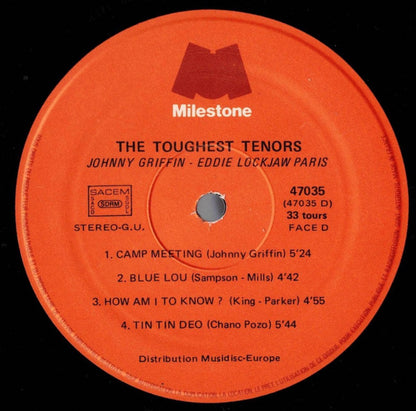 Milestone
THE TOUGHEST TENORS
JOHNNY GRIFFIN - EDDIE LOCKJAW PARIS
SACEM
SACD
SDRM
SGDL
STEREO-G.U.
47035
(47035 D)
33 tours
FACE D
1. CAMP MEETING (Johnny Griffin) 5'24
2. BLUE LOU (Sampson - Mills) 4'42
3. HOW AM I TO KNOW ? (King - Parker) 4'55
4. TIN TIN DEO (Chano Pozo) 5'44
Distribution Musidisc-Europe